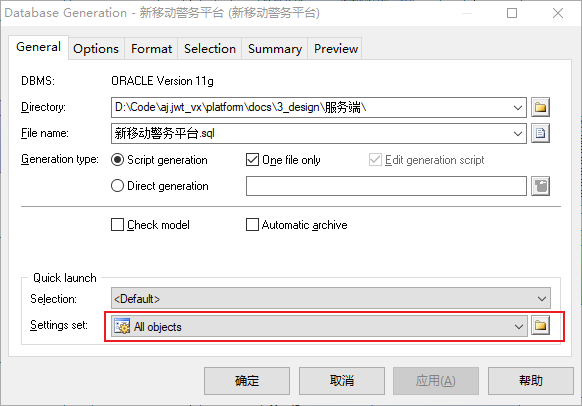 Database Generation - 新移动警务平台 (新移动警务平台)
General Options Format Selection Summary Preview
DBMS: ORACLE Version 11g
Directory: D:\Code\aj.jwt_vx\platform\docs\3_design\服务端\
File name: 新移动警务平台.sql
Generation type: Script generation One file only Edit generation script
Direct generation
Check model Automatic archive
Quick launch
Selection: <Default>
Settings set: All objects
确定 取消 应用(A) 帮助